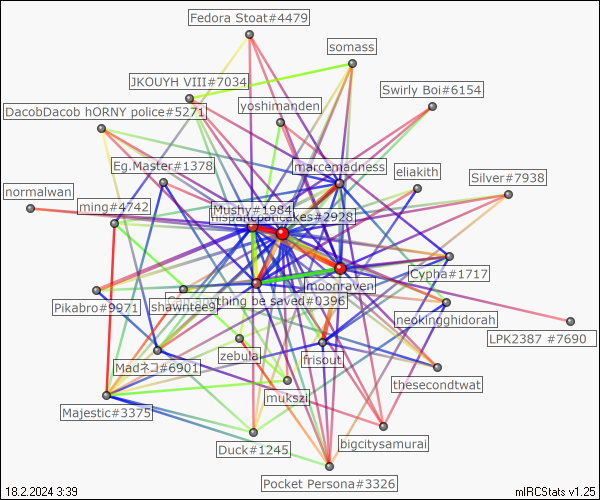 Fedora Stoat#4479
somass
JKOUYH VIII#7034
Swirly Boi#6154
yoshimanden
DacobDacob hORNY police#5271
marcemadness
Eg.Master#1378
eliakith
Silver#7938
normalwan
ming#4742
Mushy#1984
hispanicpancakes#2928
Cypha#1717
moonraven
Pikabro#9971
shawntee9
thing be saved#0396
neokingghidorah
LPK2387 #7690
zebula
frisout
Madネコ#6901
thesecondtwat
mukszi
Majestic#3375
bigcitysamurai
Duck#1245
Pocket Persona#3326
18.2.2024 3:39
mIRCStats v1.25